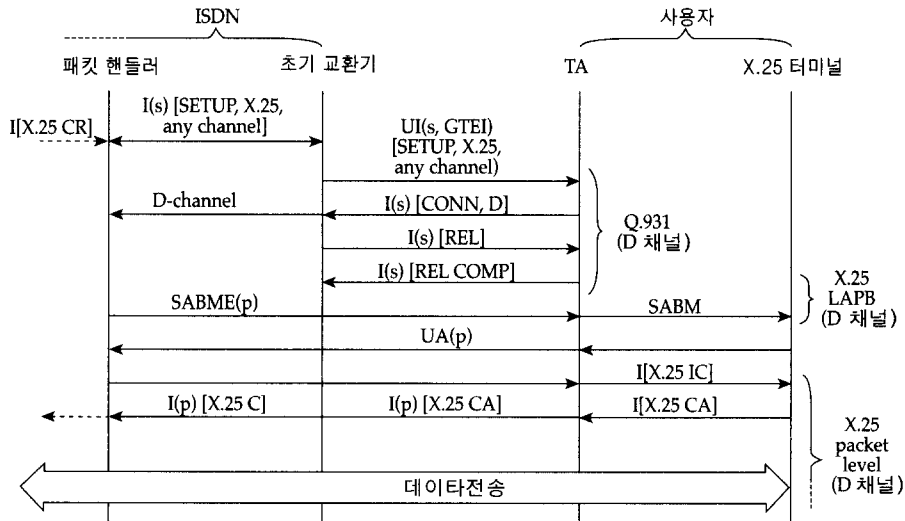 ISDN
사용자
패킷 핸들러
초기 교환기
TA
X.25 터미널
I[X.25 CR]
I(s) [SETUP, X.25,
any channel]
UI(s, GTEI)
[SETUP, X.25,
any channel)
D-channel
I(s) [CONN, D]
I(s) [REL]
I(s) [REL COMP]
Q.931
(D 채널)
SABME(p)
SABM
X.25
LAPB
(D 채널)
UA(p)
I[X.25 IC]
I(p) [X.25 C]
I(p) [X.25 CA]
I[X.25 CA]
X.25
packet
level
(D 채널)
데이타전송